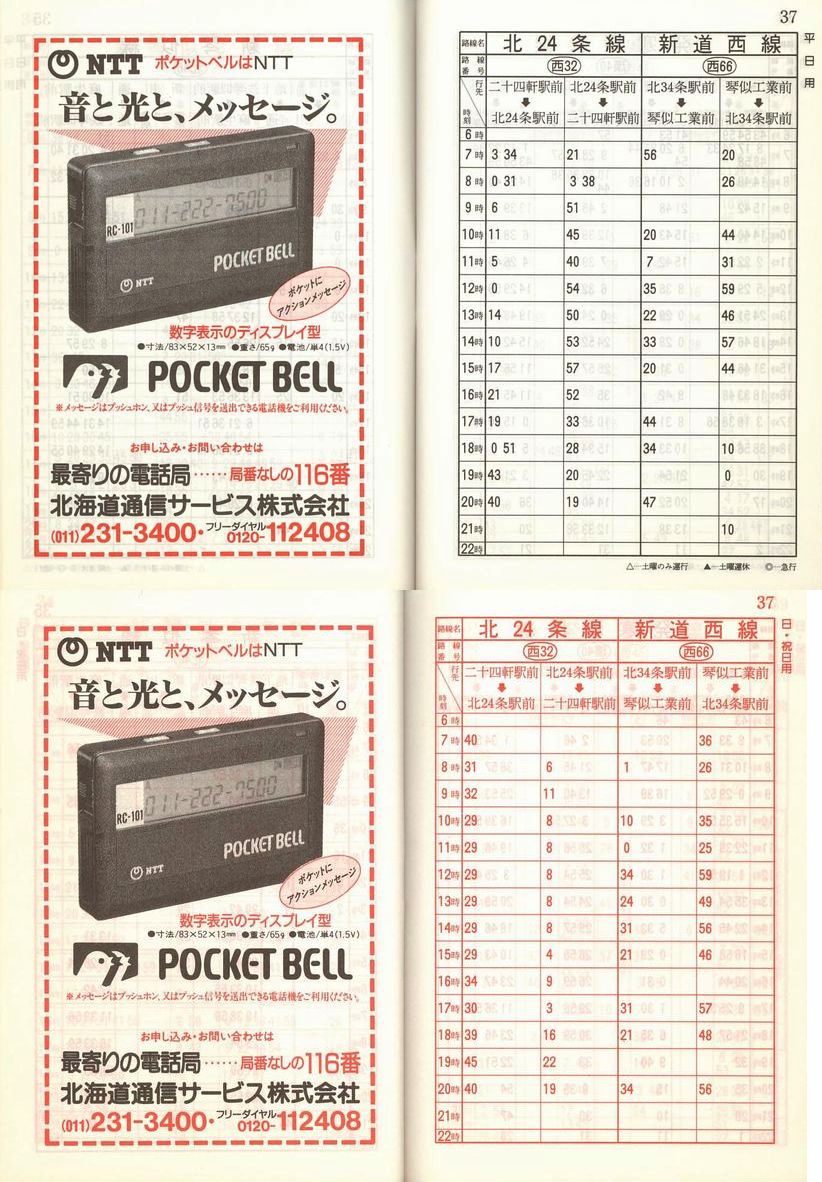 NTT ポケットベルはNTT
音と光と、メッセージ。
011-222-7500
RC-101
POCKET BELL
NTT
ポケットに
アクションメッセージ
数字表示のディスプレイ型
●寸法/83×52×13mm ●重さ/65g ●電池/単4(1.5V)
POCKET BELL
※メッセージはプッシュホン、又はプッシュ信号を送出できる電話機をご利用ください。
お申し込み・お問い合わせは
最寄りの電話局……局番なしの116番
北海道通信サービス株式会社
(011)231-3400・フリーダイヤル0120-112408
37
平日用
路線名 北24条線 新道西線
路線番号 西32 西66
行先 二十四軒駅前 北24条駅前 北34条駅前 琴似工業前
時刻 北24条駅前 二十四軒駅前 琴似工業前 北34条駅前
6時
7時 3 34 21 56 20
8時 0 31 3 38 26
9時 6 51
10時 11 45 20 44
11時 5 40 7 31
12時 0 54 35 59
13時 14 50 22 46
14時 10 53 33 57
15時 17 57 20 44
16時 21 52
17時 19 33 44
18時 0 51 28 34 10
19時 43 20 0
20時 40 19 47
21時 10
22時
△…土曜のみ運行 ▲…土曜運休 ◎…急行
NTT ポケットベルはNTT
音と光と、メッセージ。
011-222-7500
RC-101
POCKET BELL
NTT
ポケットに
アクションメッセージ
数字表示のディスプレイ型
●寸法/83×52×13mm ●重さ/65g ●電池/単4(1.5V)
POCKET BELL
※メッセージはプッシュホン、又はプッシュ信号を送出できる電話機をご利用ください。
お申し込み・お問い合わせは
最寄りの電話局……局番なしの116番
北海道通信サービス株式会社
(011)231-3400・フリーダイヤル0120-112408
37
日・祝日用
路線名 北24条線 新道西線
路線番号 西32 西66
行先 二十四軒駅前 北24条駅前 北34条駅前 琴似工業前
時刻 北24条駅前 二十四軒駅前 琴似工業前 北34条駅前
6時
7時 40 36
8時 31 6 1 26
9時 32 11
10時 29 8 10 35
11時 29 8 0 25
12時 29 8 34 59
13時 29 8 24 49
14時 29 8 31 56
15時 29 4 21 46
16時 34 9
17時 30 3 31 57
18時 39 16 21 48
19時 45 22
20時 40 19 34 56
21時
22時